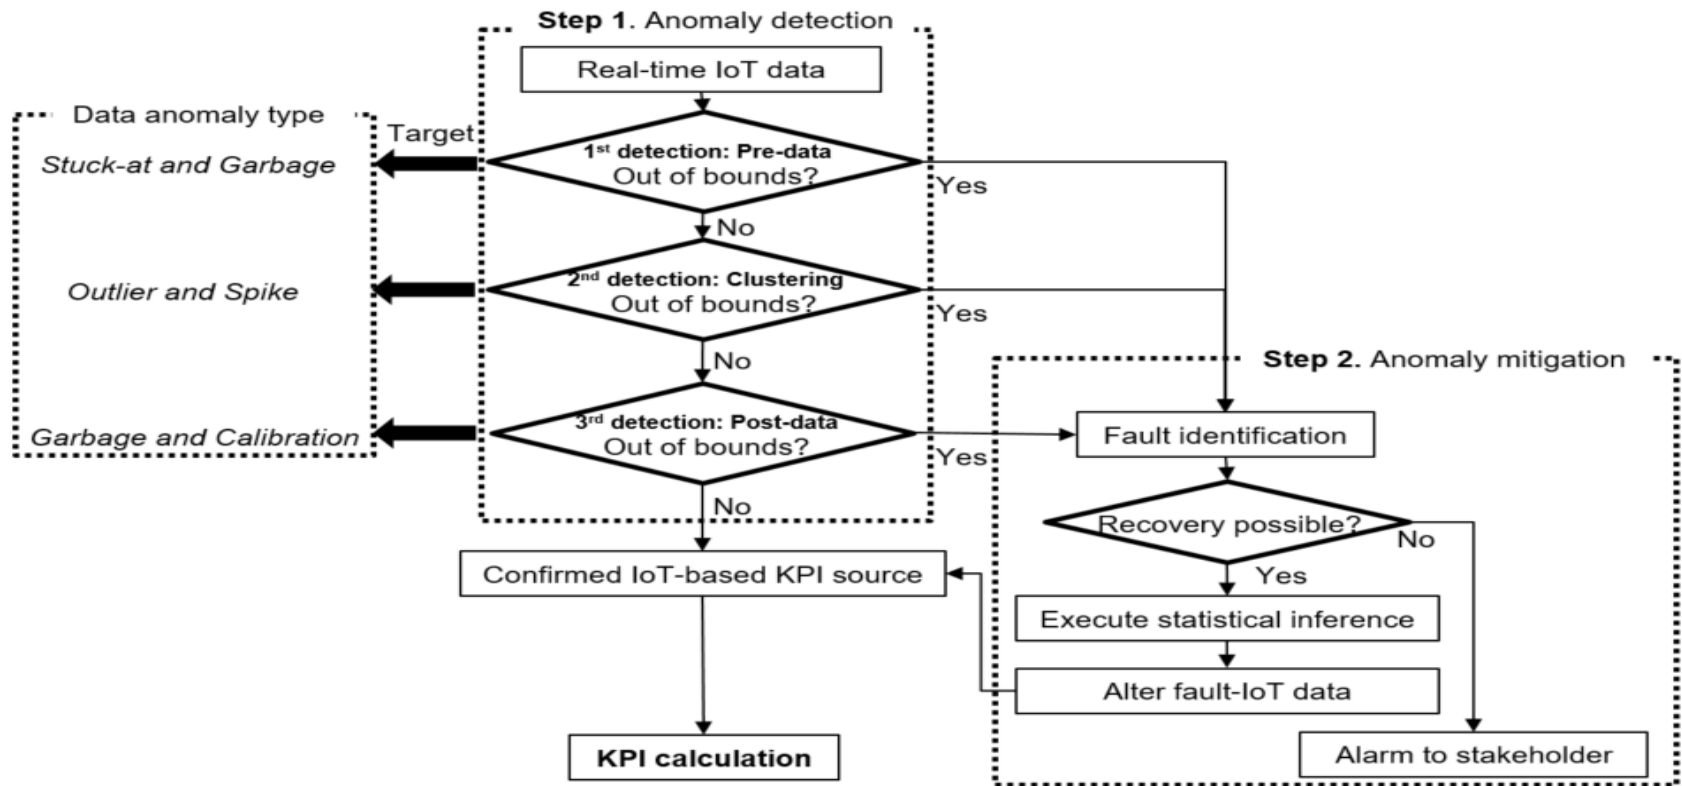 Step 1. Anomaly detection
Real-time IoT data
Data anomaly type
Target
Stuck-at and Garbage
1st detection: Pre-data
Out of bounds?
Yes
No
Outlier and Spike
2nd detection: Clustering
Out of bounds?
Yes
No
Step 2. Anomaly mitigation
Garbage and Calibration
3rd detection: Post-data
Out of bounds?
Yes
Fault identification
No
Recovery possible?
No
Yes
Confirmed IoT-based KPI source
Execute statistical inference
Alter fault-IoT data
KPI calculation
Alarm to stakeholder